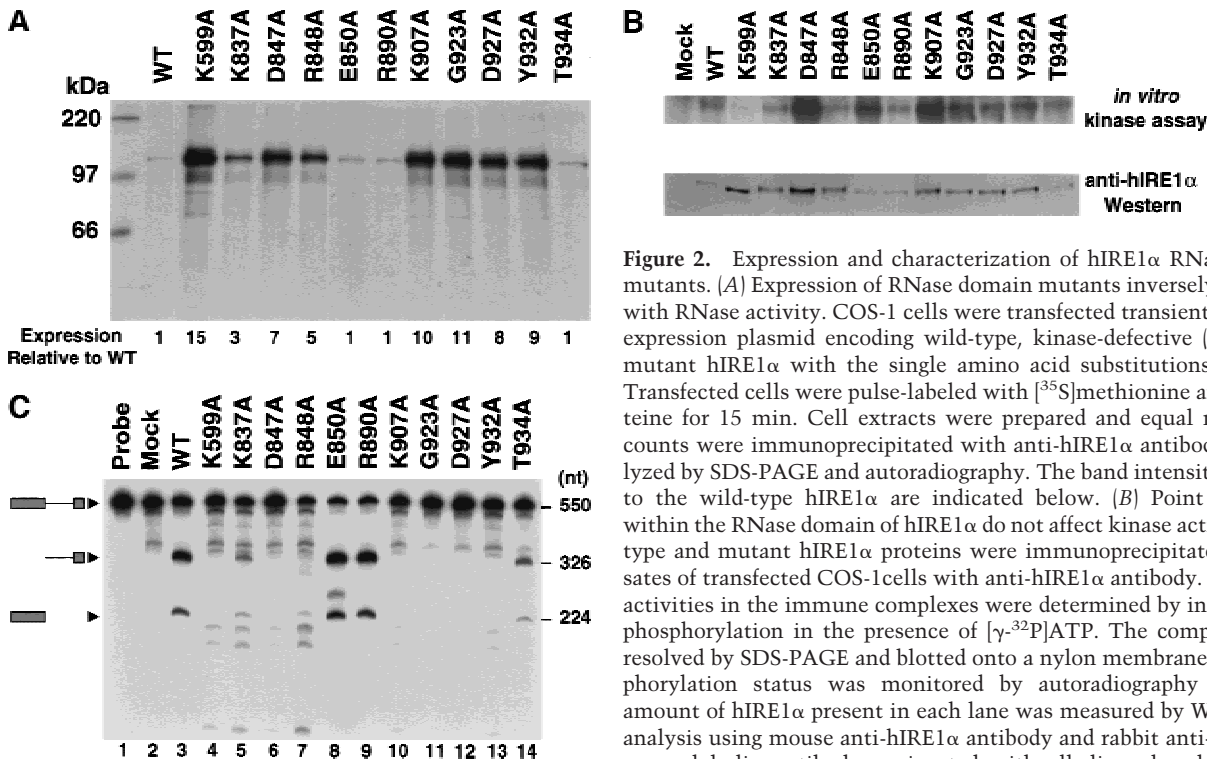 A
WT K599A K837A D847A R848A E850A R890A K907A G923A D927A Y932A T934A
kDa
220
97
66
Expression Relative to WT 1 15 3 7 5 1 1 10 11 8 9 1
B
Mock WT K599A K837A D847A R848A E850A R890A K907A G923A D927A Y932A T934A
in vitro
kinase assay
anti-hIRE1α
Western
C
Probe Mock WT K599A K837A D847A R848A E850A R890A K907A G923A D927A Y932A T934A
(nt)
550
326
224
1 2 3 4 5 6 7 8 9 10 11 12 13 14
Figure 2. Expression and characterization of hIRE1α RNa
mutants. (A) Expression of RNase domain mutants inversely
with RNase activity. COS-1 cells were transfected transient
expression plasmid encoding wild-type, kinase-defective (
mutant hIRE1α with the single amino acid substitutions
Transfected cells were pulse-labeled with [³⁵S]methionine a
teine for 15 min. Cell extracts were prepared and equal
counts were immunoprecipitated with anti-hIRE1α antibod
lyzed by SDS-PAGE and autoradiography. The band intensit
to the wild-type hIRE1α are indicated below. (B) Point
within the RNase domain of hIRE1α do not affect kinase act
type and mutant hIRE1α proteins were immunoprecipitate
sates of transfected COS-1cells with anti-hIRE1α antibody.
activities in the immune complexes were determined by in
phosphorylation in the presence of [γ-³²P]ATP. The comp
resolved by SDS-PAGE and blotted onto a nylon membrane
phorylation status was monitored by autoradiography
amount of hIRE1α present in each lane was measured by W
analysis using mouse anti-hIRE1α antibody and rabbit anti-